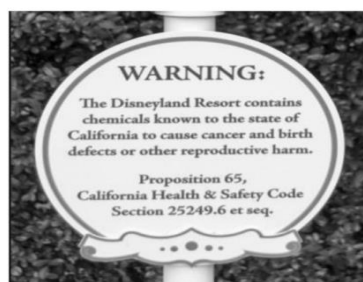 WARNING:
The Disneyland Resort contains
chemicals known to the state of
California to cause cancer and birth
defects or other reproductive harm.
Proposition 65,
California Health & Safety Code
Section 25249.6 et seq.